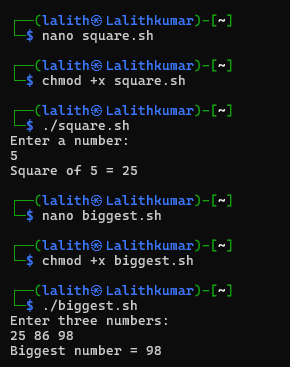 ┌──(lalith㉿Lalithkumar)-[~]
└─$ nano square.sh
┌──(lalith㉿Lalithkumar)-[~]
└─$ chmod +x square.sh
┌──(lalith㉿Lalithkumar)-[~]
└─$ ./square.sh
Enter a number:
5
Square of 5 = 25
┌──(lalith㉿Lalithkumar)-[~]
└─$ nano biggest.sh
┌──(lalith㉿Lalithkumar)-[~]
└─$ chmod +x biggest.sh
┌──(lalith㉿Lalithkumar)-[~]
└─$ ./biggest.sh
Enter three numbers:
25 86 98
Biggest number = 98